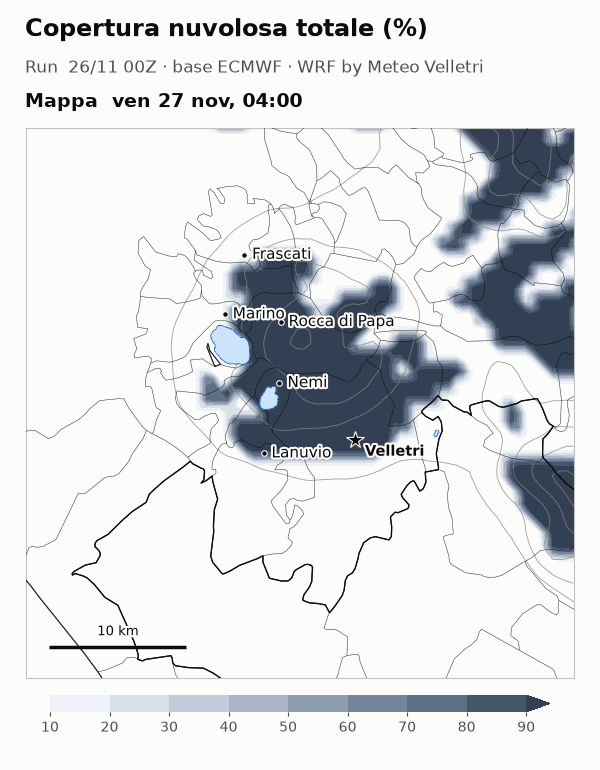 Copertura nuvolosa totale (%)
Run  26/11 00Z · base ECMWF · WRF by Meteo Velletri
Mappa  ven 27 nov, 04:00
Frascati
Marino
Rocca di Papa
Nemi
Velletri
Lanuvio
10 km
10 20 30 40 50 60 70 80 90